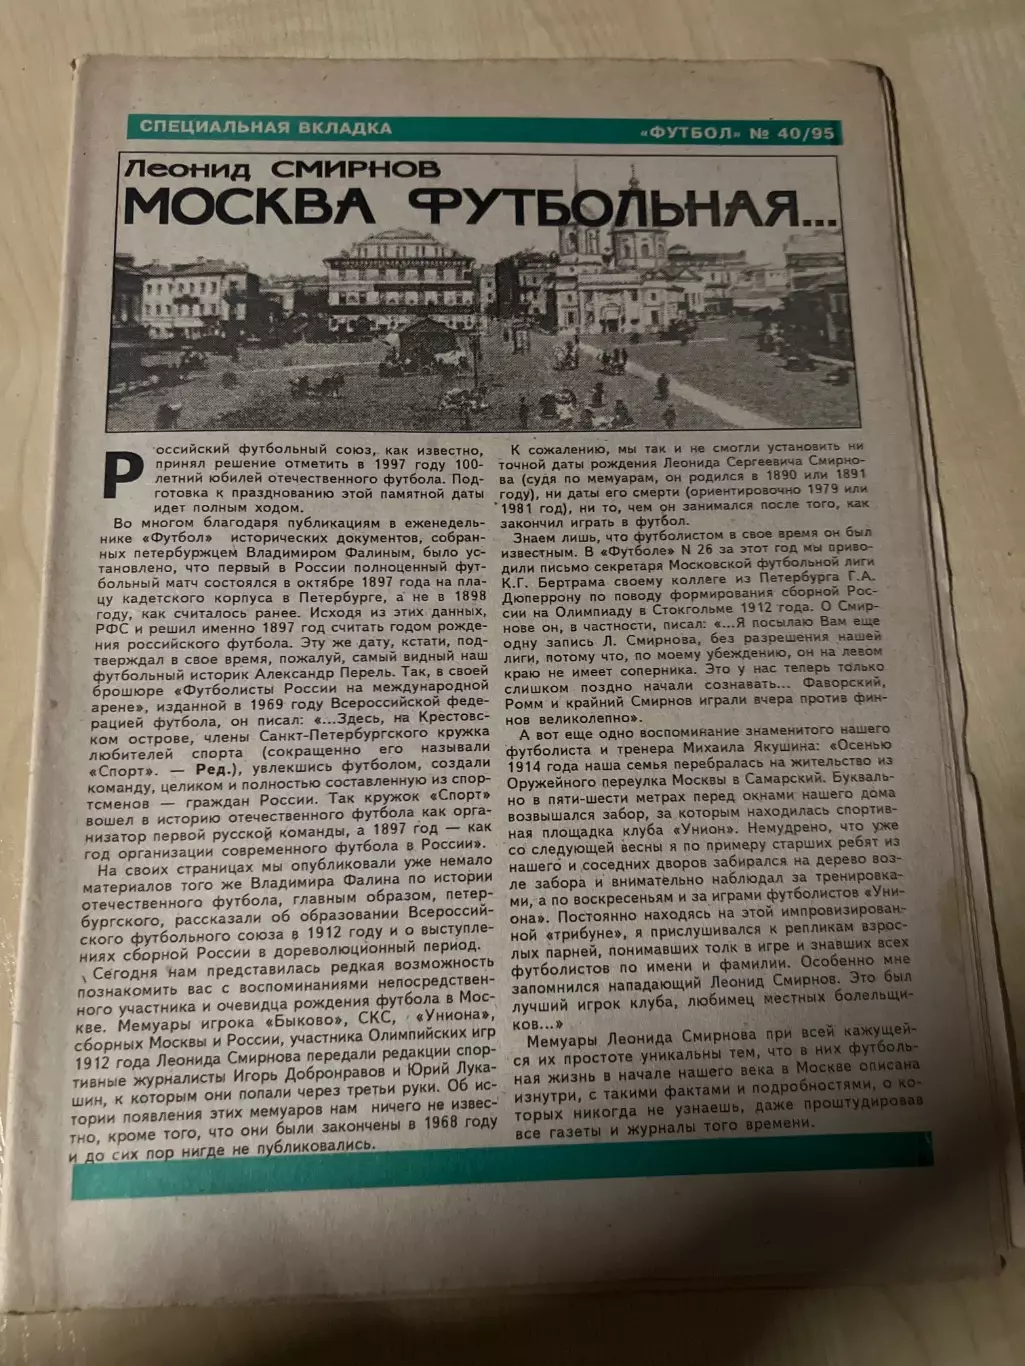 СПЕЦИАЛЬНАЯ ВКЛАДКА
«ФУТБОЛ» № 40/95
Леонид СМИРНОВ
МОСКВА ФУТБОЛЬНАЯ...
Российский футбольный союз, как известно,
принял решение отметить в 1997 году 100-
летний юбилей отечественного футбола. Под-
готовка к празднованию этой памятной даты
идет полным ходом.
Во многом благодаря публикациям в еженедель-
нике «Футбол» исторических документов, собран-
ных петербуржцем Владимиром Фалиным, было ус-
тановлено, что первый в России полноценный фут-
больный матч состоялся в октябре 1897 года на пла-
цу кадетского корпуса в Петербурге, а не в 1898
году, как считалось ранее. Исходя из этих данных,
РФС и решил именно 1897 год считать годом рожде-
ния российского футбола. Эту же дату, кстати, под-
твердал в свое время, пожалуй, самый видный наш
футбольный историк Александр Перель. Так, в своей
брошюре «Футболисты России на международной
арене», изданной в 1969 году Всероссийской феде-
рацией футбола, он писал: «...Здесь, на Крестовс-
ком острове, члены Санкт-Петербургского кружка
любителей спорта (сокращенно его называли
«Спорт». — Ред.), увлекшись футболом, создали
команду, целиком и полностью составленную из спор-
тсменов — граждан России. Так кружок «Спорт»
вошел в историю отечественного футбола как орга-
низатор первой русской команды, а 1897 год — как
год организации современного футбола в России».
На своих страницах мы опубликовали уже немало
материалов того же Владимира Фалина по истории
отечественного футбола, главным образом, петер-
бургского, рассказали об образовании Всероссий-
ского футбольного союза в 1912 году и о выступле-
ниях сборной России в дореволюционный период.
Сегодня нам представилась редкая возможность
познакомить вас с воспоминаниями непосредствен-
ного участника и очевидца рождения футбола в Мос-
кве. Мемуары игрока «Быково», СКС, «Униона»,
сборных Москвы и России, участника Олимпийских игр
1912 года Леонида Смирнова передали редакции спор-
тивные журналисты Игорь Добронравов и Юрий Лука-
шин, к которым они попали через третьи руки. Об ис-
тории появления этих мемуаров нам ничего не извес-
тно, кроме того, что они были закончены в 1968 году
и до сих пор нигде не публиковались.
К сожалению, мы так и не смогли установить ни
точной даты рождения Леонида Сергеевича Смирно-
ва (судя по мемуарам, он родился в 1890 или 1891
году), ни даты его смерти (ориентировочно 1979 или
1981 год), ни то, чем он занимался после того, как
закончил играть в футбол.
Знаем лишь, что футболистом в свое время он был
известным. В «Футболе» N 26 за этот год мы приво-
дили письмо секретаря Московской футбольной лиги
К.Г. Бертрама своему коллеге из Петербурга Г.А.
Дюперрону по поводу формирования сборной Рос-
сии на Олимпиаду в Стокгольме 1912 года. О Смир-
нове он, в частности, писал: «...Я посылаю Вам еще
одну запись Л. Смирнова, без разрешения нашей
лиги, потому что, по моему убеждению, он на левом
краю не имеет соперника. Это у нас теперь только
слишком поздно начали сознавать... Фаворский,
Ромм и крайний Смирнов играли вчера против фин-
нов великолепно».
А вот еще одно воспоминание знаменитого нашего
футболиста и тренера Михаила Якушина: «Осенью
1914 года наша семья перебралась на жительство из
Оружейного переулка Москвы в Самарский. Букваль-
но в пяти-шести метрах перед окнами нашего дома
возвышался забор, за которым находилась спортив-
ная площадка клуба «Унион». Немудрено, что уже
со следующей весны я по примеру старших ребят из
нашего и соседних дворов забирался на дерево воз-
ле забора и внимательно наблюдал за тренировка-
ми, а по воскресеньям и за играми футболистов «Уни-
она». Постоянно находясь на этой импровизирован-
ной «трибуне», я прислушивался к репликам взрос-
лых парней, понимавших толк в игре и знавших всех
футболистов по имени и фамилии. Особенно мне
запомнился нападающий Леонид Смирнов. Это был
лучший игрок клуба, любимец местных болельщи-
ков...»
Мемуары Леонида Смирнова при всей кажущей-
ся их простоте уникальны тем, что в них футболь-
ная жизнь в начале нашего века в Москве описана
изнутри, с такими фактами и подробностями, о ко-
торых никогда не узнаешь, даже проштудировав
все газеты и журналы того времени.